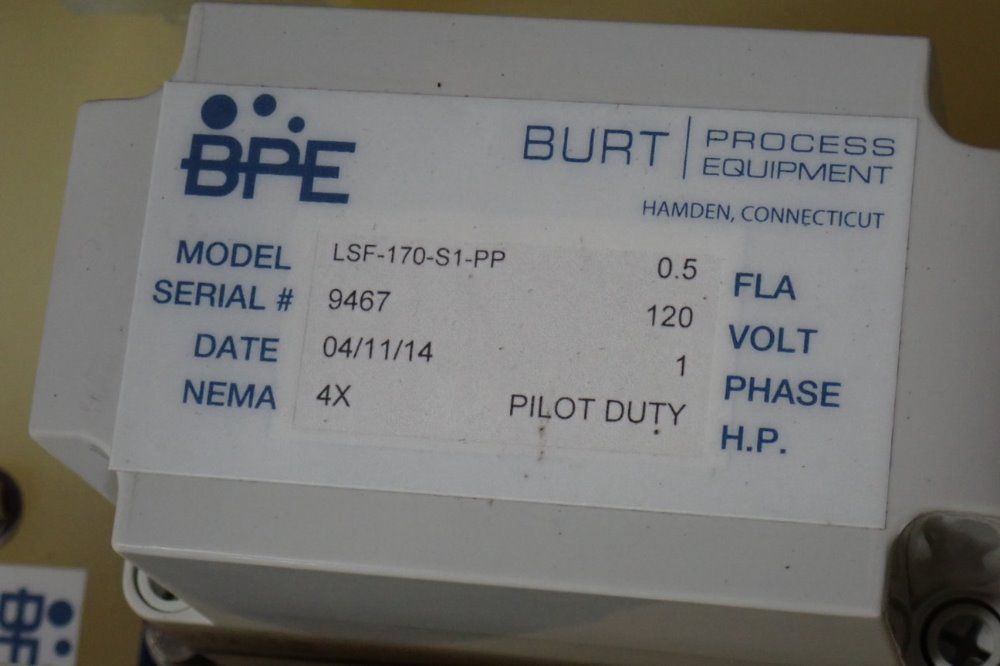 BPE
BURT | PROCESS EQUIPMENT
HAMDEN, CONNECTICUT
MODEL LSF-170-S1-PP 0.5 FLA
SERIAL # 9467 120 VOLT
DATE 04/11/14 1 PHASE
NEMA 4X PILOT DUTY H.P.